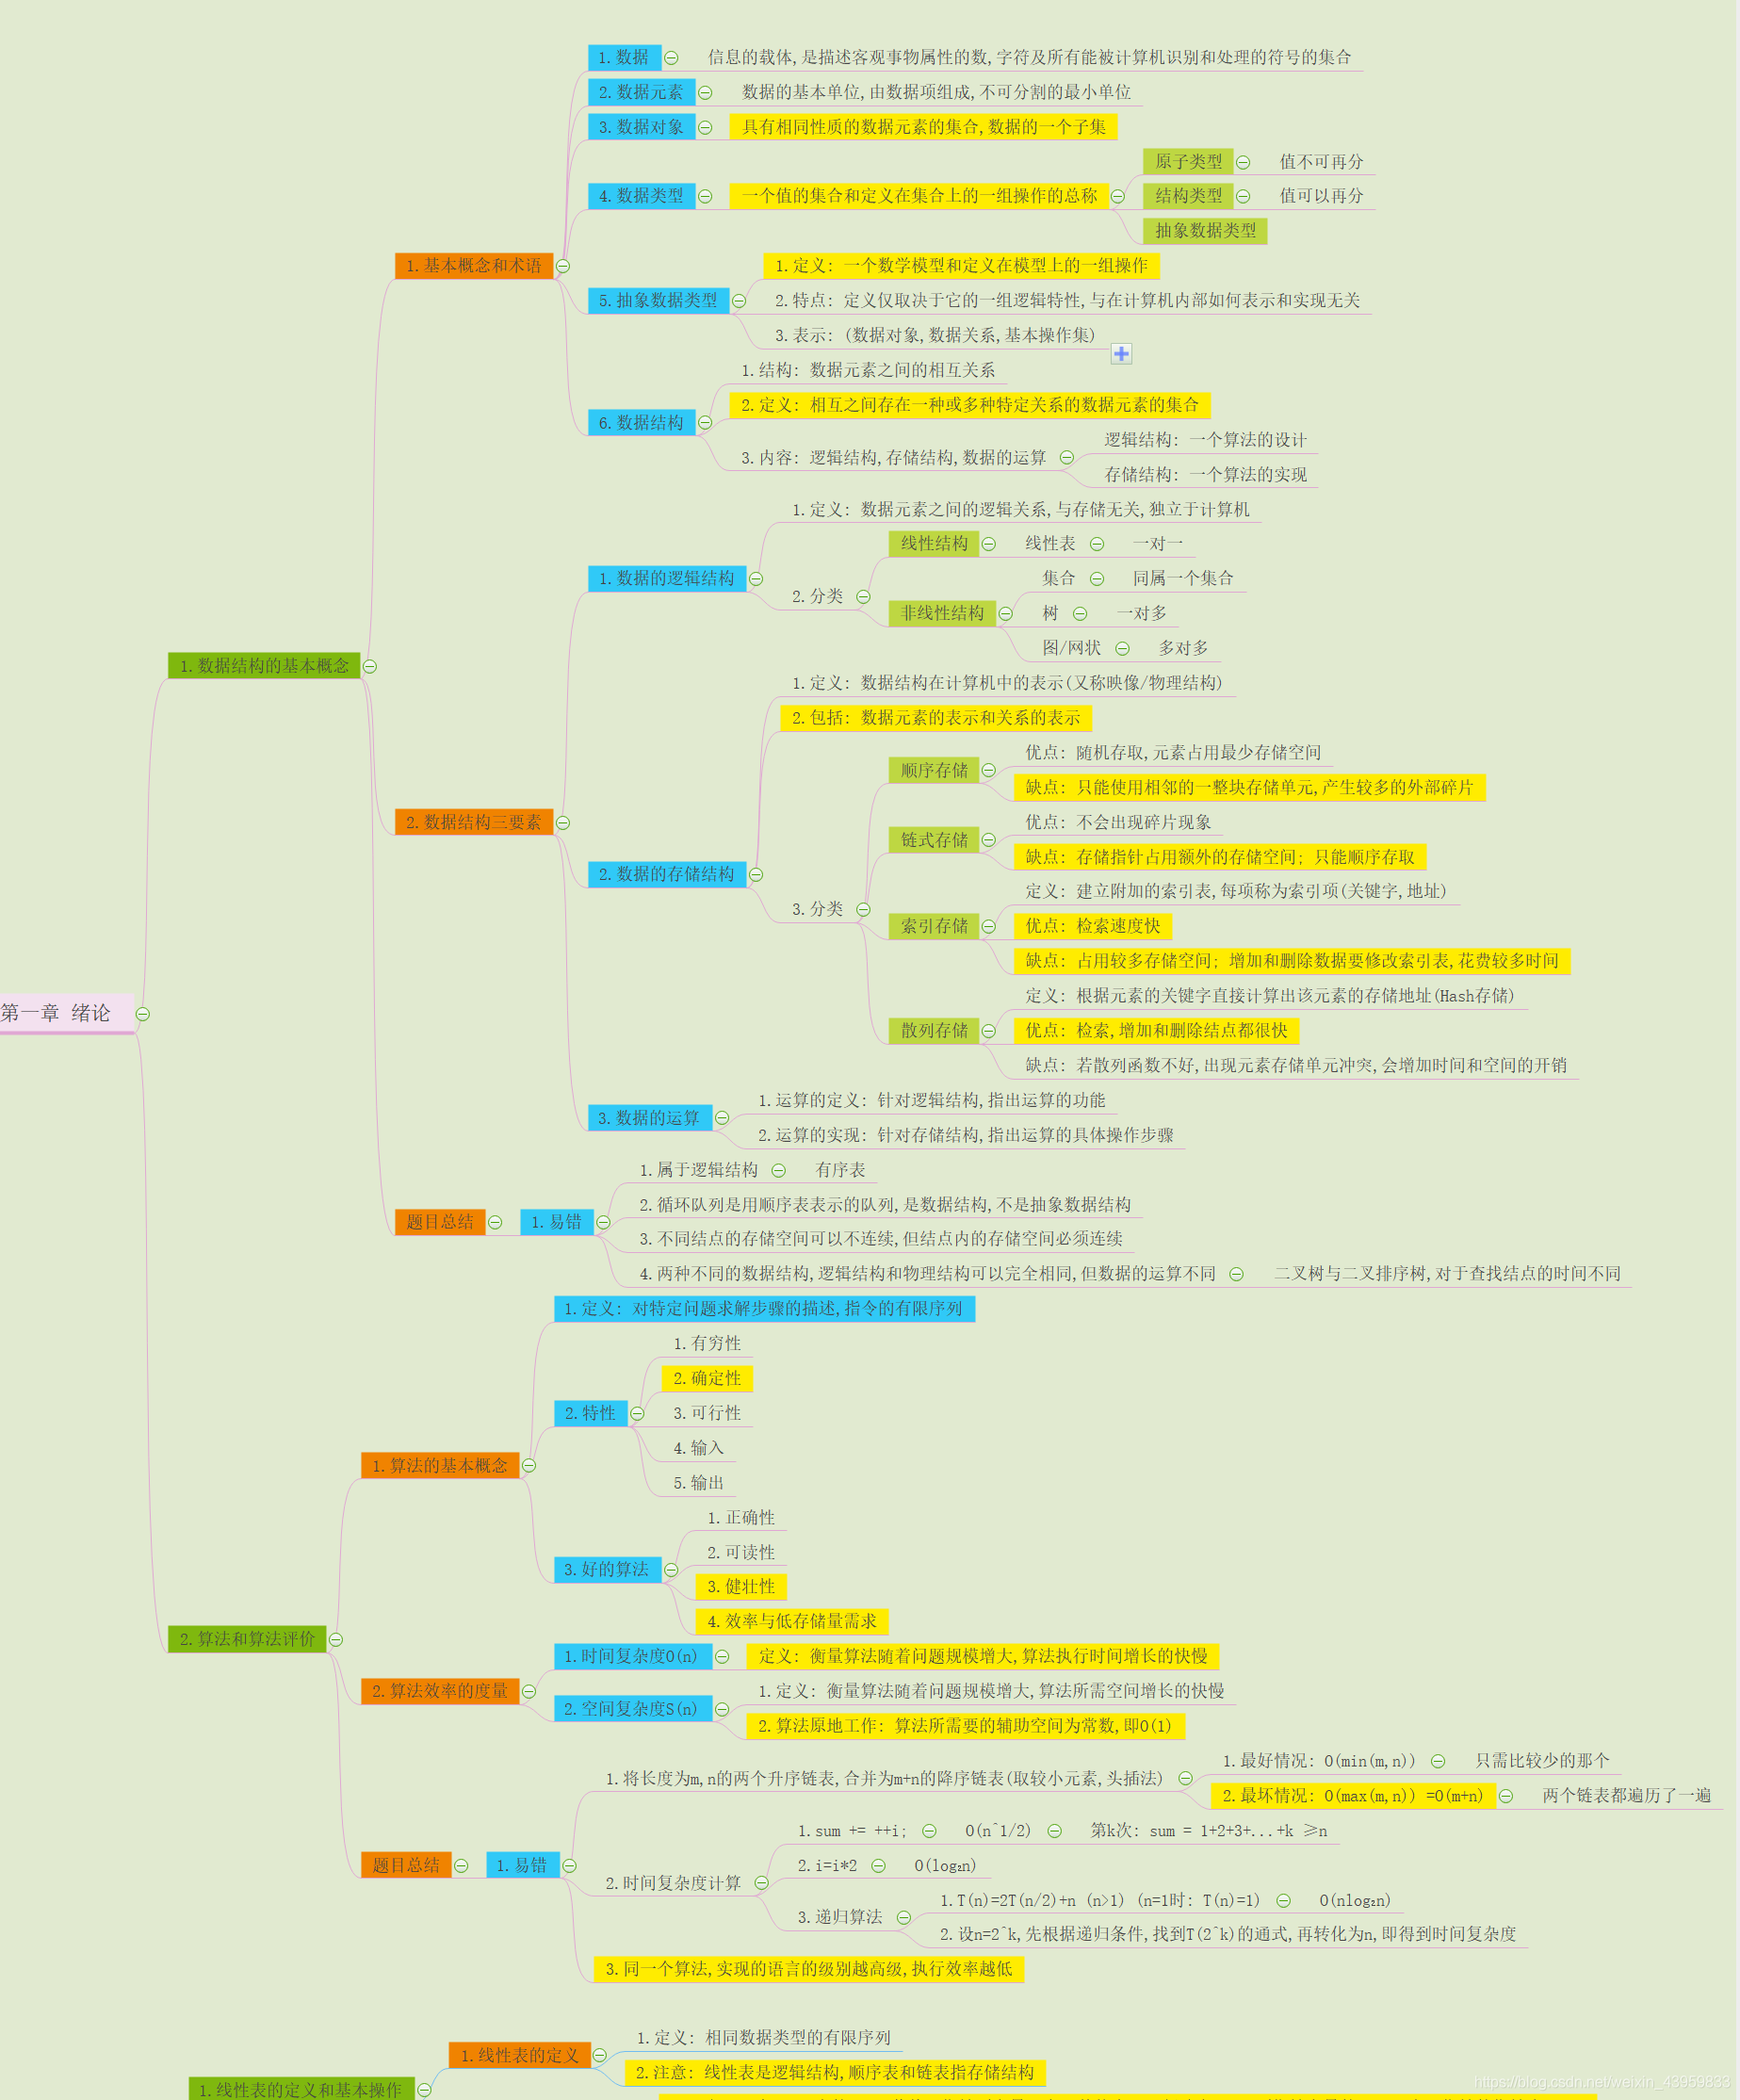 1.数据
信息的载体,是描述客观事物属性的数,字符及所有能被计算机识别和处理的符号的集合
2.数据元素
数据的基本单位,由数据项组成,不可分割的最小单位
3.数据对象
具有相同性质的数据元素的集合,数据的一个子集
4.数据类型
一个值的集合和定义在集合上的一组操作的总称
原子类型
值不可再分
结构类型
值可以再分
抽象数据类型
1.基本概念和术语
5.抽象数据类型
1.定义: 一个数学模型和定义在模型上的一组操作
2.特点: 定义仅取决于它的一组逻辑特性,与在计算机内部如何表示和实现无关
3.表示: (数据对象,数据关系,基本操作集)
6.数据结构
1.结构: 数据元素之间的相互关系
2.定义: 相互之间存在一种或多种特定关系的数据元素的集合
3.内容: 逻辑结构,存储结构,数据的运算
逻辑结构: 一个算法的设计
存储结构: 一个算法的实现
1.数据结构的基本概念
2.数据结构三要素
1.数据的逻辑结构
1.定义: 数据元素之间的逻辑关系,与存储无关,独立于计算机
2.分类
线性结构
线性表
一对一
非线性结构
集合
同属一个集合
树
一对多
图/网状
多对多
2.数据的存储结构
1.定义: 数据结构在计算机中的表示(又称映像/物理结构)
2.包括: 数据元素的表示和关系的表示
3.分类
顺序存储
优点: 随机存取,元素占用最少存储空间
缺点: 只能使用相邻的一整块存储单元,产生较多的外部碎片
链式存储
优点: 不会出现碎片现象
缺点: 存储指针占用额外的存储空间; 只能顺序存取
索引存储
定义: 建立附加的索引表,每项称为索引项(关键字,地址)
优点: 检索速度快
缺点: 占用较多存储空间; 增加和删除数据要修改索引表,花费较多时间
散列存储
定义: 根据元素的关键字直接计算出该元素的存储地址(Hash存储)
优点: 检索,增加和删除结点都很快
缺点: 若散列函数不好,出现元素存储单元冲突,会增加时间和空间的开销
3.数据的运算
1.运算的定义: 针对逻辑结构,指出运算的功能
2.运算的实现: 针对存储结构,指出运算的具体操作步骤
题目总结
1.易错
1.属于逻辑结构
有序表
2.循环队列是用顺序表表示的队列,是数据结构,不是抽象数据结构
3.不同结点的存储空间可以不连续,但结点内的存储空间必须连续
4.两种不同的数据结构,逻辑结构和物理结构可以完全相同,但数据的运算不同
二叉树与二叉排序树,对于查找结点的时间不同
第一章 绪论
2.算法和算法评价
1.算法的基本概念
1.定义: 对特定问题求解步骤的描述,指令的有限序列
2.特性
1.有穷性
2.确定性
3.可行性
4.输入
5.输出
3.好的算法
1.正确性
2.可读性
3.健壮性
4.效率与低存储量需求
2.算法效率的度量
1.时间复杂度O(n)
定义: 衡量算法随着问题规模增大,算法执行时间增长的快慢
2.空间复杂度S(n)
1.定义: 衡量算法随着问题规模增大,算法所需空间增长的快慢
2.算法原地工作: 算法所需要的辅助空间为常数,即O(1)
题目总结
1.易错
1.将长度为m,n的两个升序链表,合并为m+n的降序链表(取较小元素,头插法)
1.最好情况: O(min(m,n))
只需比较少的那个
2.最坏情况: O(max(m,n)) =O(m+n)
两个链表都遍历了一遍
2.时间复杂度计算
1.sum += ++i;
O(n^1/2)
第k次: sum = 1+2+3+...+k ≥n
2.i=i*2
O(log₂n)
3.递归算法
1.T(n)=2T(n/2)+n (n>1) (n=1时: T(n)=1)
O(nlog₂n)
2.设n=2^k,先根据递归条件,找到T(2^k)的通式,再转化为n,即得到时间复杂度
3.同一个算法,实现的语言的级别越高级,执行效率越低
1.线性表的定义和基本操作
1.线性表的定义
1.定义: 相同数据类型的有限序列
2.注意: 线性表是逻辑结构,顺序表和链表指存储结构
https://blog.csdn.net/weixin_43959833